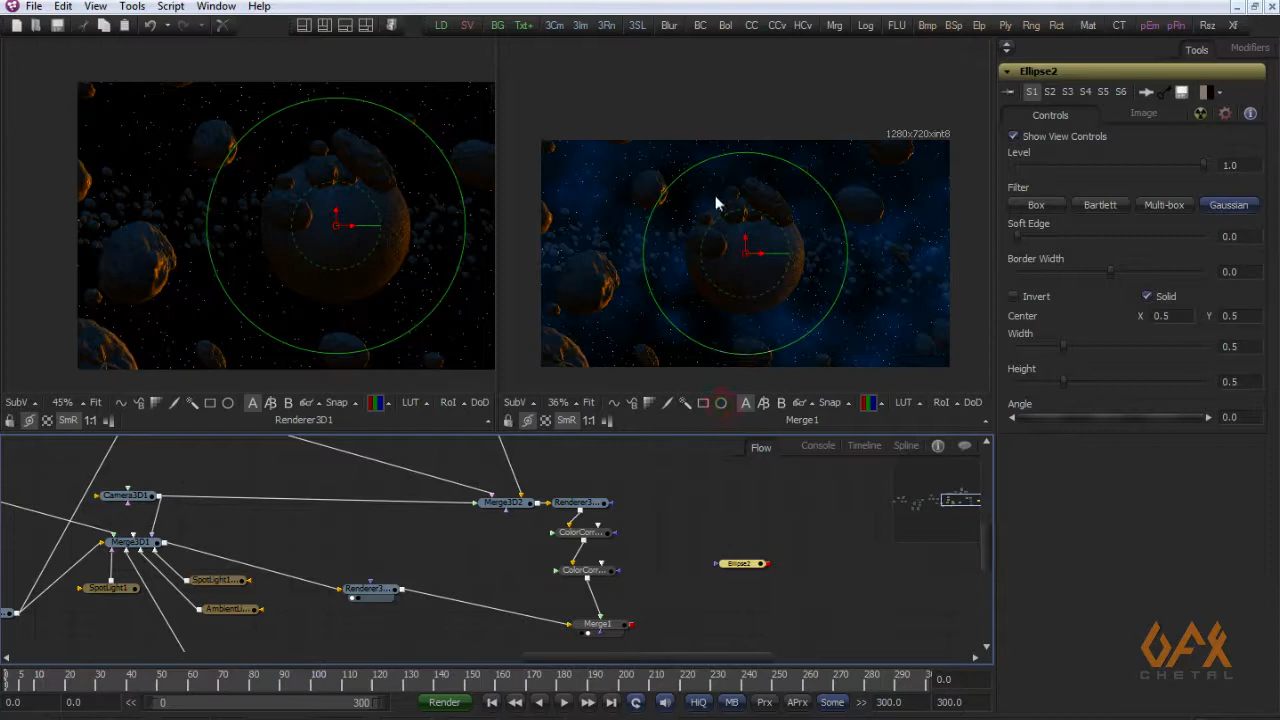 File Edit View Tools Script Window Help
LD SV BG Txt+ 3Cm 3Im 3Rn 3SL Blur BC Bol CC CCv HCv Mrg Log FLU Bmp BSp Elp Ply Rng Rct Mat CT pEm pRn Rsz Xf
Tools Modifiers
Ellipse2
S1 S2 S3 S4 S5 S6
Controls Image
1280x720xint8
Show View Controls
Level
1.0
Filter
Box Bartlett Multi-box Gaussian
Soft Edge
0.0
Border Width
0.0
Invert Solid
Center X 0.5 Y 0.5
Width
0.5
Height
0.5
Angle
0.0
SubV 45% Fit A B Snap LUT RoI DoD
SmR 1:1 Renderer3D1
SubV 36% Fit A B Snap LUT RoI DoD
SmR 1:1 Merge1
Flow Console Timeline Spline
Camera3D1
Merge3D2 Renderer3...
ColorCorr...
Merge3D1
Ellipse2
ColorCorr...
SpotLight1 SpotLight1...
Renderer3...
AmbientLi...
Merge1
0 5 10 20 30 40 50 60 70 80 90 100 110 120 130 140 150 160 170 180 190 200 210 220 230 240 250 260 270 280 290 0.0
0.0 0.0 << 0 300 Render HiQ MB Prx APrx Some >> 300.0 300.0
GFX
CHETAL